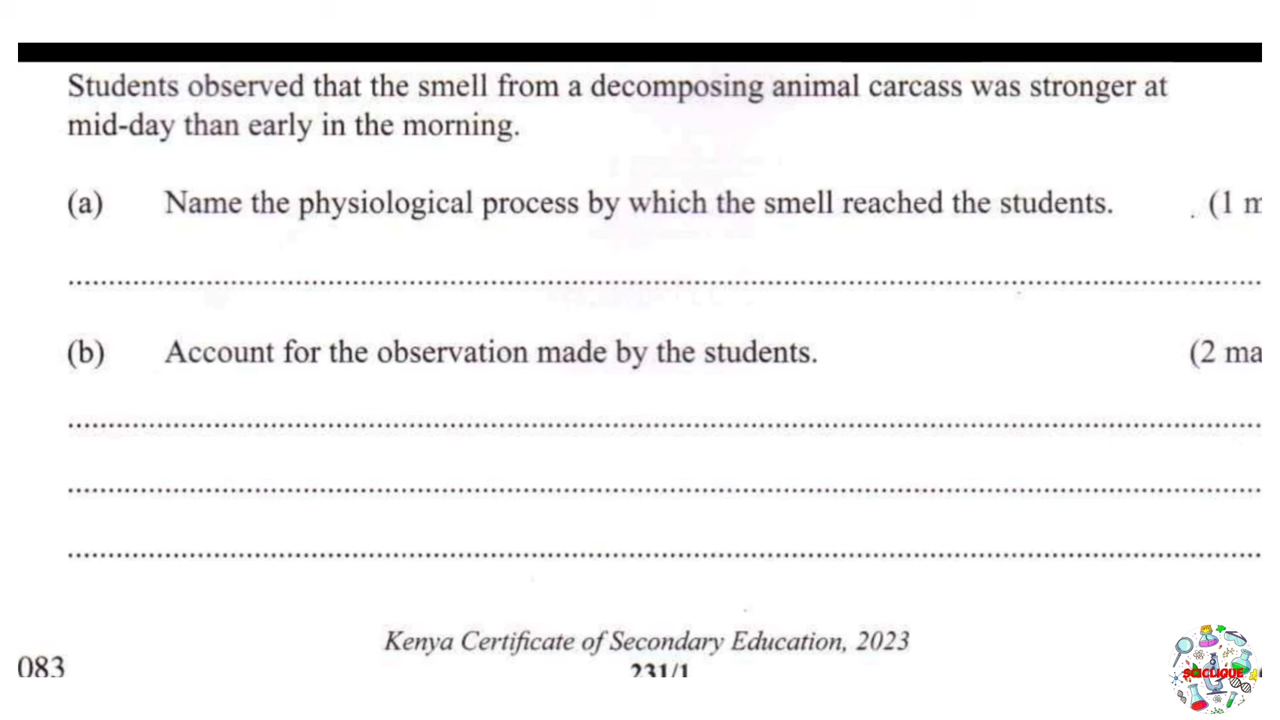 Students observed that the smell from a decomposing animal carcass was stronger at
mid-day than early in the morning.
(a) Name the physiological process by which the smell reached the students. (1 m
..........
(b) Account for the observation made by the students. (2 ma
..........
..........
..........
Kenya Certificate of Secondary Education, 2023
083
231/1
SCICLIQUE